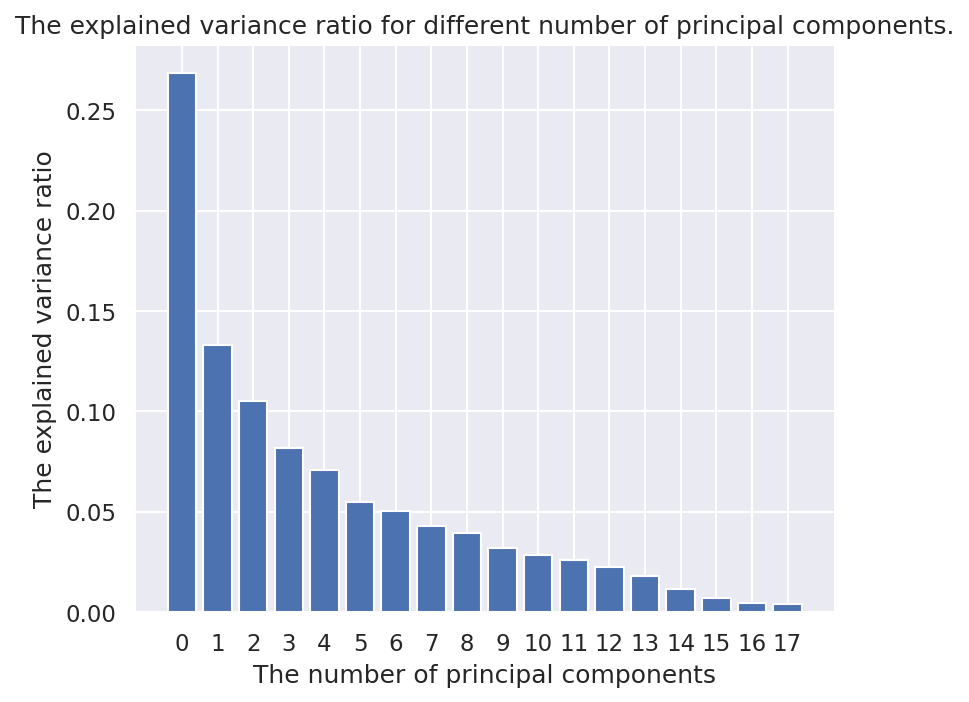 The explained variance ratio for different number of principal components.
The explained variance ratio
0.25
0.20
0.15
0.10
0.05
0.00
0 1 2 3 4 5 6 7 8 9 10 11 12 13 14 15 16 17
The number of principal components